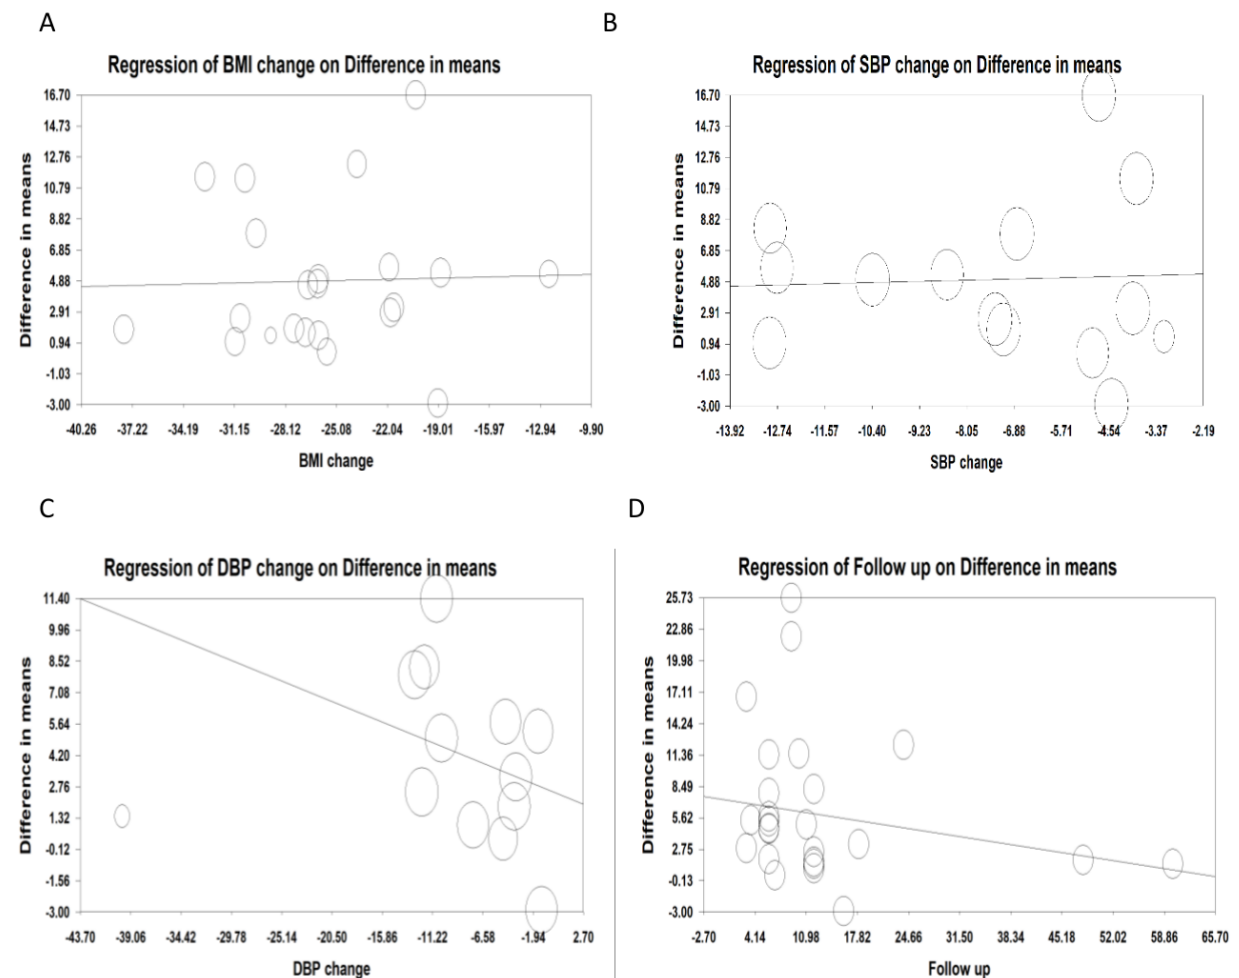 A
B
Regression of BMI change on Difference in means
Regression of SBP change on Difference in means
Difference in means
16.70
14.73
12.76
10.79
8.82
6.85
4.88
2.91
0.94
-1.03
-3.00
-40.26 -37.22 -34.19 -31.15 -28.12 -25.08 -22.04 -19.01 -15.97 -12.94 -9.90
BMI change
Difference in means
16.70
14.73
12.76
10.79
8.82
6.85
4.88
2.91
0.94
-1.03
-3.00
-13.92 -12.74 -11.57 -10.40 -9.23 -8.05 -6.88 -5.71 -4.54 -3.37 -2.19
SBP change
C
D
Regression of DBP change on Difference in means
Regression of Follow up on Difference in means
Difference in means
11.40
9.96
8.52
7.08
5.64
4.20
2.76
1.32
-0.12
-1.56
-3.00
-43.70 -39.06 -34.42 -29.78 -25.14 -20.50 -15.86 -11.22 -6.58 -1.94 2.70
DBP change
Difference in means
25.73
22.86
19.98
17.11
14.24
11.36
8.49
5.62
2.75
-0.13
-3.00
-2.70 4.14 10.98 17.82 24.66 31.50 38.34 45.18 52.02 58.86 65.70
Follow up